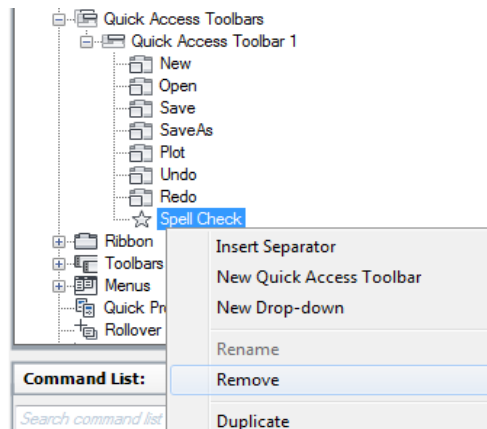 Quick Access Toolbars
Quick Access Toolbar 1
New
Open
Save
SaveAs
Plot
Undo
Redo
Spell Check
Ribbon
Toolbars
Menus
Quick
Rollover
Insert Separator
New Quick Access Toolbar
New Drop-down
Rename
Remove
Duplicate
Command List:
Search command list